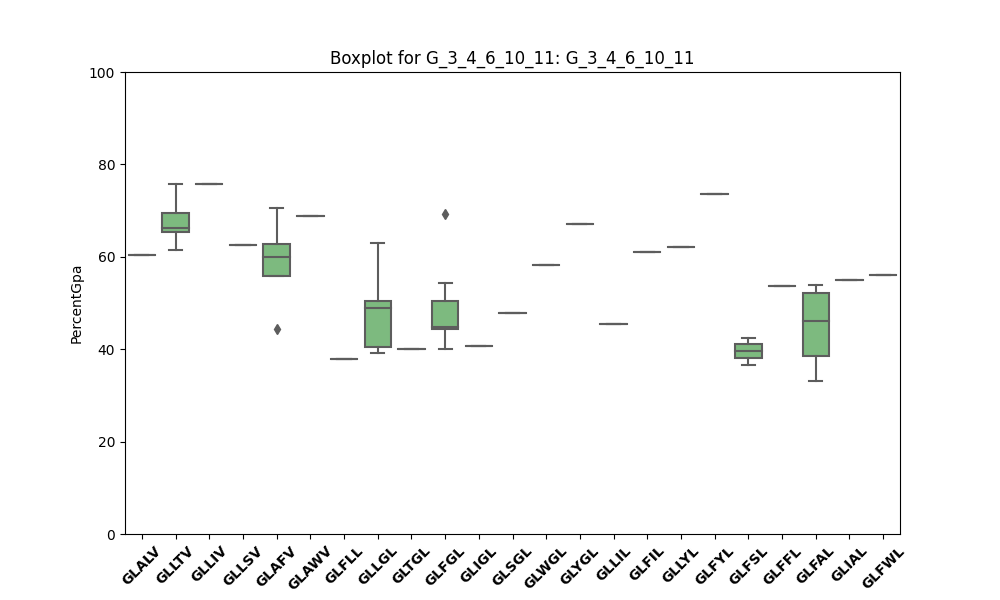 Boxplot for G_3_4_6_10_11: G_3_4_6_10_11
PercentGpa
100
80
60
40
20
0
GLALV
GLLTV
GLLIV
GLLSV
GLAFV
GLAWV
GLFLL
GLLGL
GLTGL
GLFGL
GLIGL
GLSGL
GLWGL
GLYGL
GLLIL
GLFIL
GLLYL
GLFYL
GLFSL
GLFFL
GLFAL
GLIAL
GLFWL